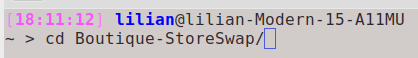 [18:11:12] lilian@lilian-Modern-15-A11MU
~ > cd Boutique-StoreSwap/